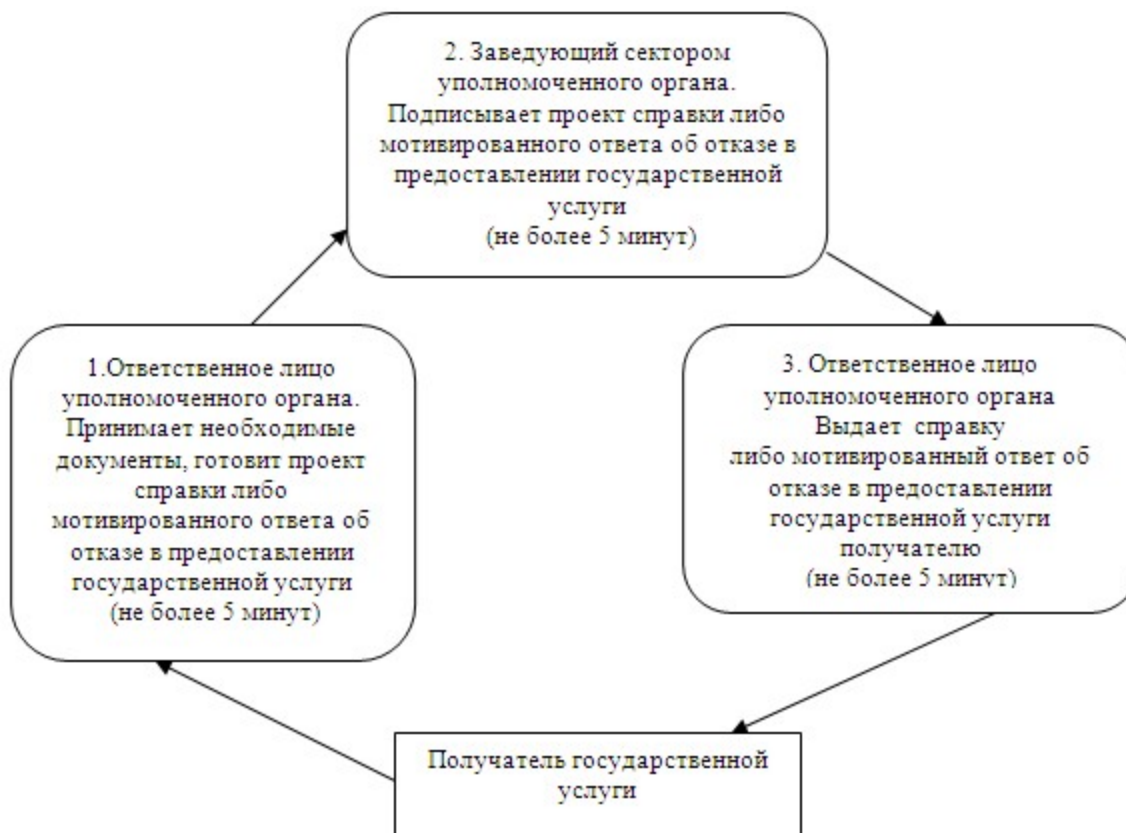 2. Заведующий сектором
уполномоченного органа.
Подписывает проект справки либо
мотивированного ответа об отказе в
предоставлении государственной
услуги
(не более 5 минут)
1.Ответственное лицо
уполномоченного органа.
Принимает необходимые
документы, готовит проект
справки либо
мотивированного ответа об
отказе в предоставлении
государственной услуги
(не более 5 минут)
3. Ответственное лицо
уполномоченного органа
Выдает справку
либо мотивированный ответ об
отказе в предоставлении
государственной услуги
получателю
(не более 5 минут)
Получатель государственной
услуги